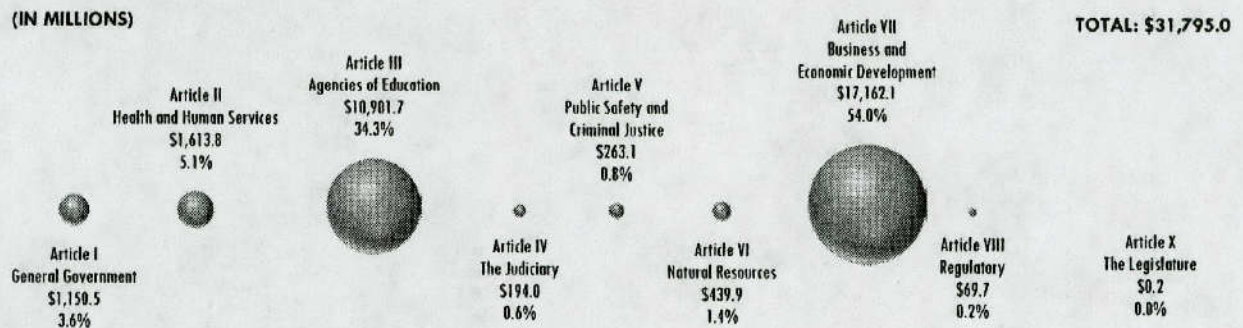 (IN MILLIONS)
TOTAL: $31,795.0
Article I
General Government
$1,150.5
3.6%
Article II
Health and Human Services
$1,613.8
5.1%
Article III
Agencies of Education
$10,901.7
34.3%
Article IV
The Judiciary
$194.0
0.6%
Article V
Public Safety and
Criminal Justice
$263.1
0.8%
Article VI
Natural Resources
$439.9
1.4%
Article VII
Business and
Economic Development
$17,162.1
54.0%
Article VIII
Regulatory
$69.7
0.2%
Article X
The Legislature
$0.2
0.0%